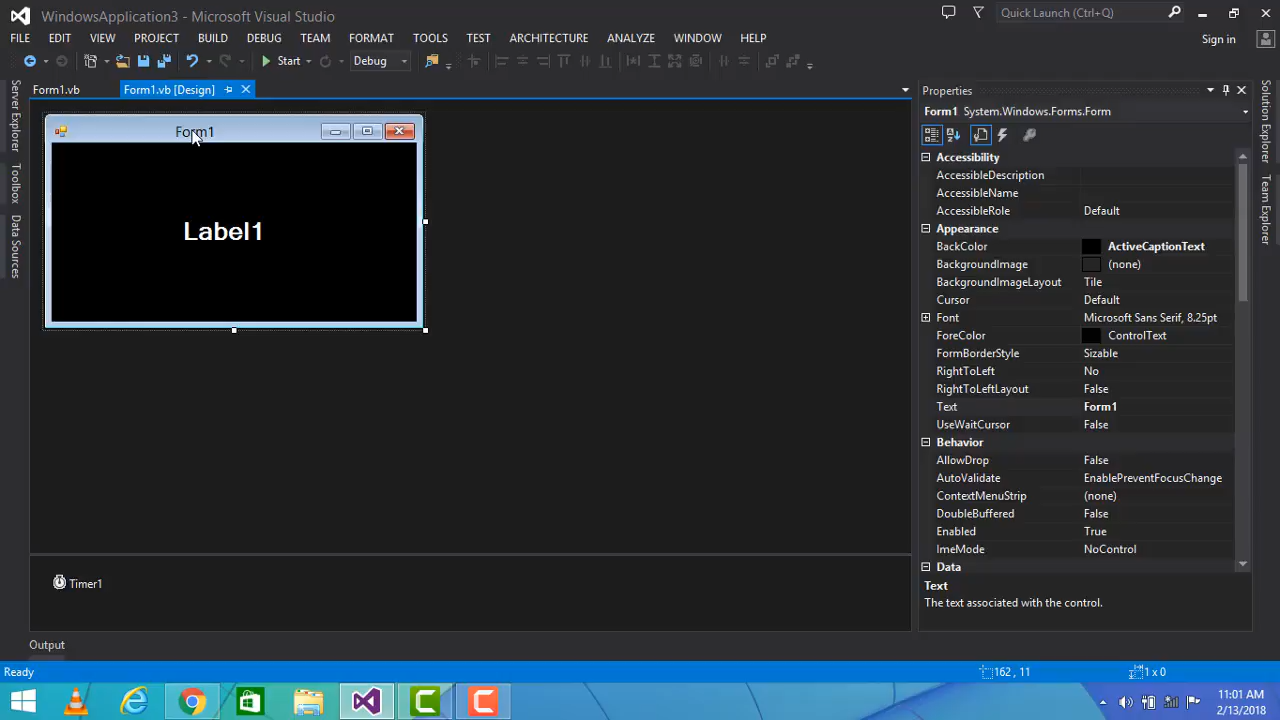 WindowsApplication3 - Microsoft Visual Studio
Quick Launch (Ctrl+Q)
FILE EDIT VIEW PROJECT BUILD DEBUG TEAM FORMAT TOOLS TEST ARCHITECTURE ANALYZE WINDOW HELP
Sign in
Start Debug
Server Explorer
Toolbox
Data Sources
Form1.vb Form1.vb [Design]
Form1
Label1
Timer1
Output
Properties
Form1 System.Windows.Forms.Form
Accessibility
AccessibleDescription
AccessibleName
AccessibleRole Default
Appearance
BackColor ActiveCaptionText
BackgroundImage (none)
BackgroundImageLayout Tile
Cursor Default
Font Microsoft Sans Serif, 8.25pt
ForeColor ControlText
FormBorderStyle Sizable
RightToLeft No
RightToLeftLayout False
Text Form1
UseWaitCursor False
Behavior
AllowDrop False
AutoValidate EnablePreventFocusChange
ContextMenuStrip (none)
DoubleBuffered False
Enabled True
ImeMode NoControl
Data
Text
The text associated with the control.
Solution Explorer
Team Explorer
Ready 162 , 11 1 x 0
11:01 AM
2/13/2018